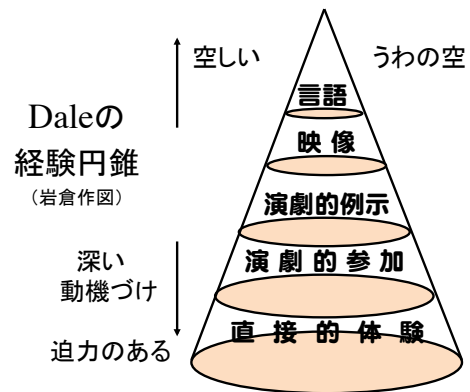 空しい
うわの空
Daleの
経験円錐
(岩倉作図)
深い
動機づけ
迫力のある
言語
映像
演劇的例示
演劇的参加
直接的体験